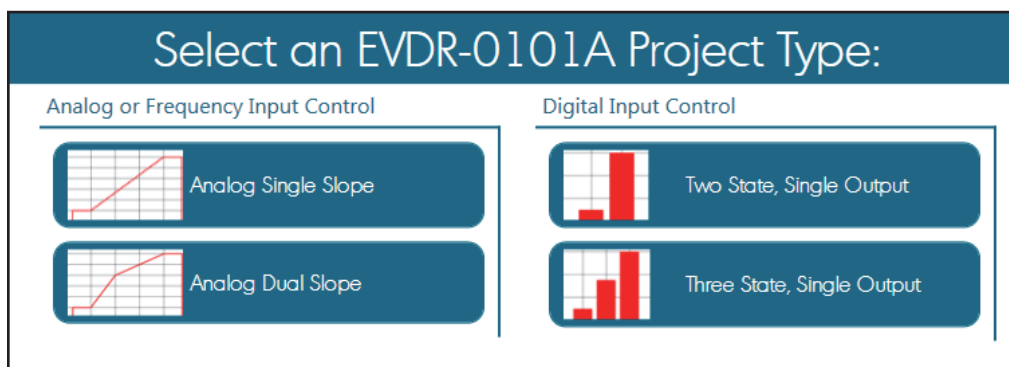 Select an EVDR-0101A Project Type:
Analog or Frequency Input Control
Analog Single Slope
Analog Dual Slope
Digital Input Control
Two State, Single Output
Three State, Single Output